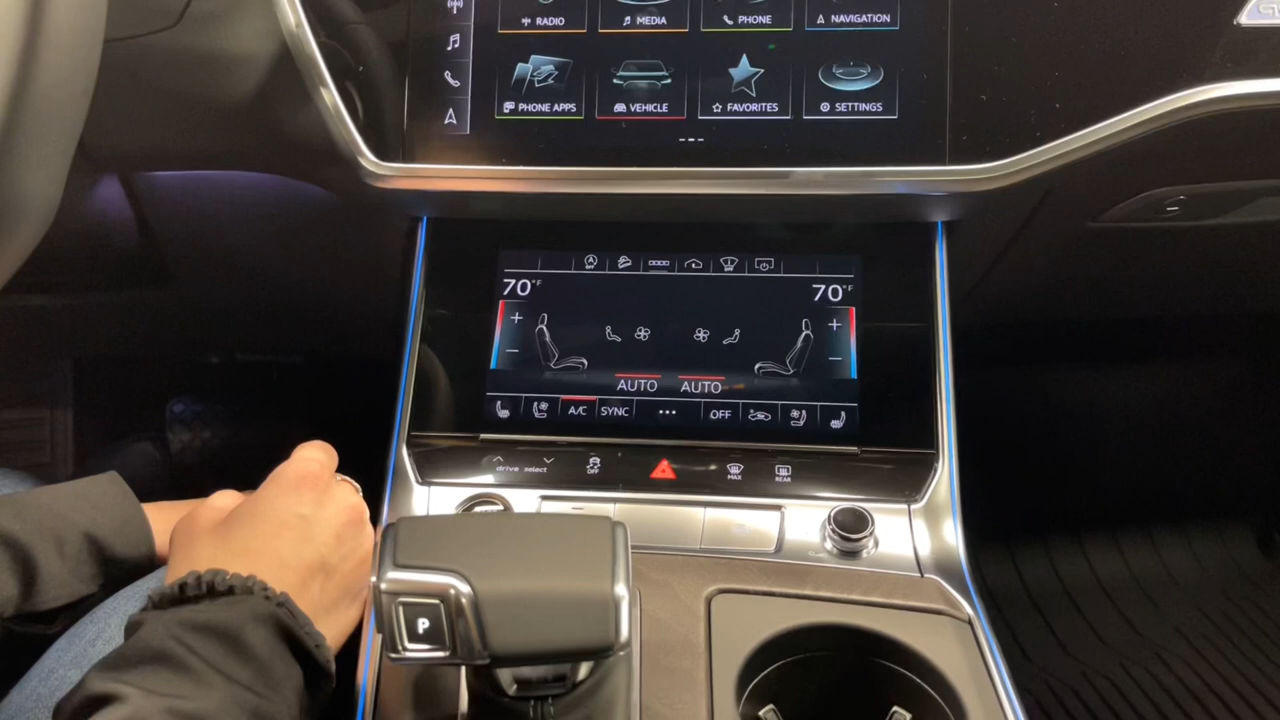 RADIO MEDIA PHONE NAVIGATION
PHONE APPS VEHICLE FAVORITES SETTINGS
70°F 70°F
+ +
- -
AUTO AUTO
A/C SYNC ... OFF
drive select OFF MAX REAR
P